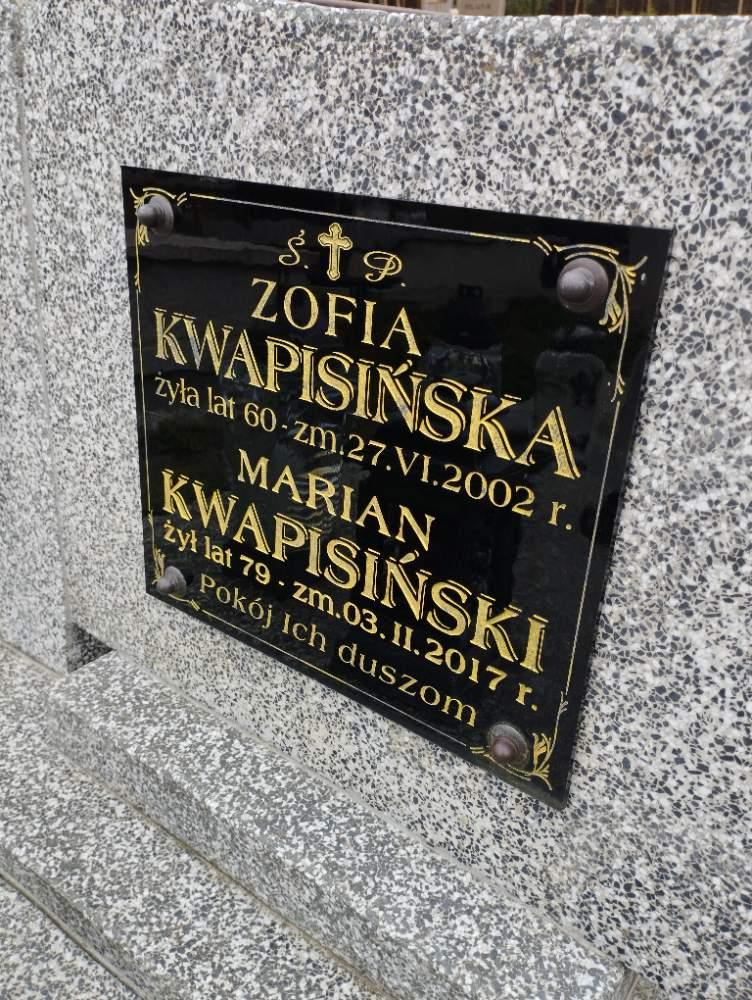 Ś. P.
ZOFIA
KWAPISIŃSKA
żyła lat 60 - zm.27.VI.2002 r.
MARIAN
KWAPISIŃSKI
żył lat 79 - zm.03.II.2017 r.
Pokój Ich duszom